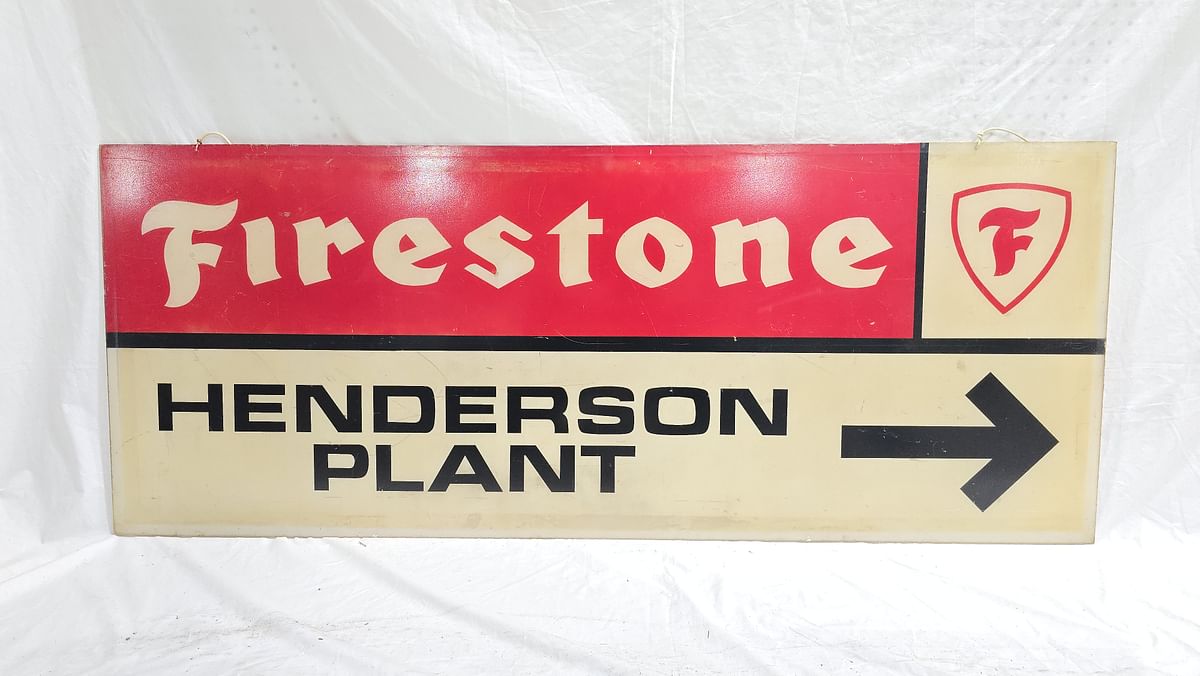 Firestone
F
HENDERSON
PLANT